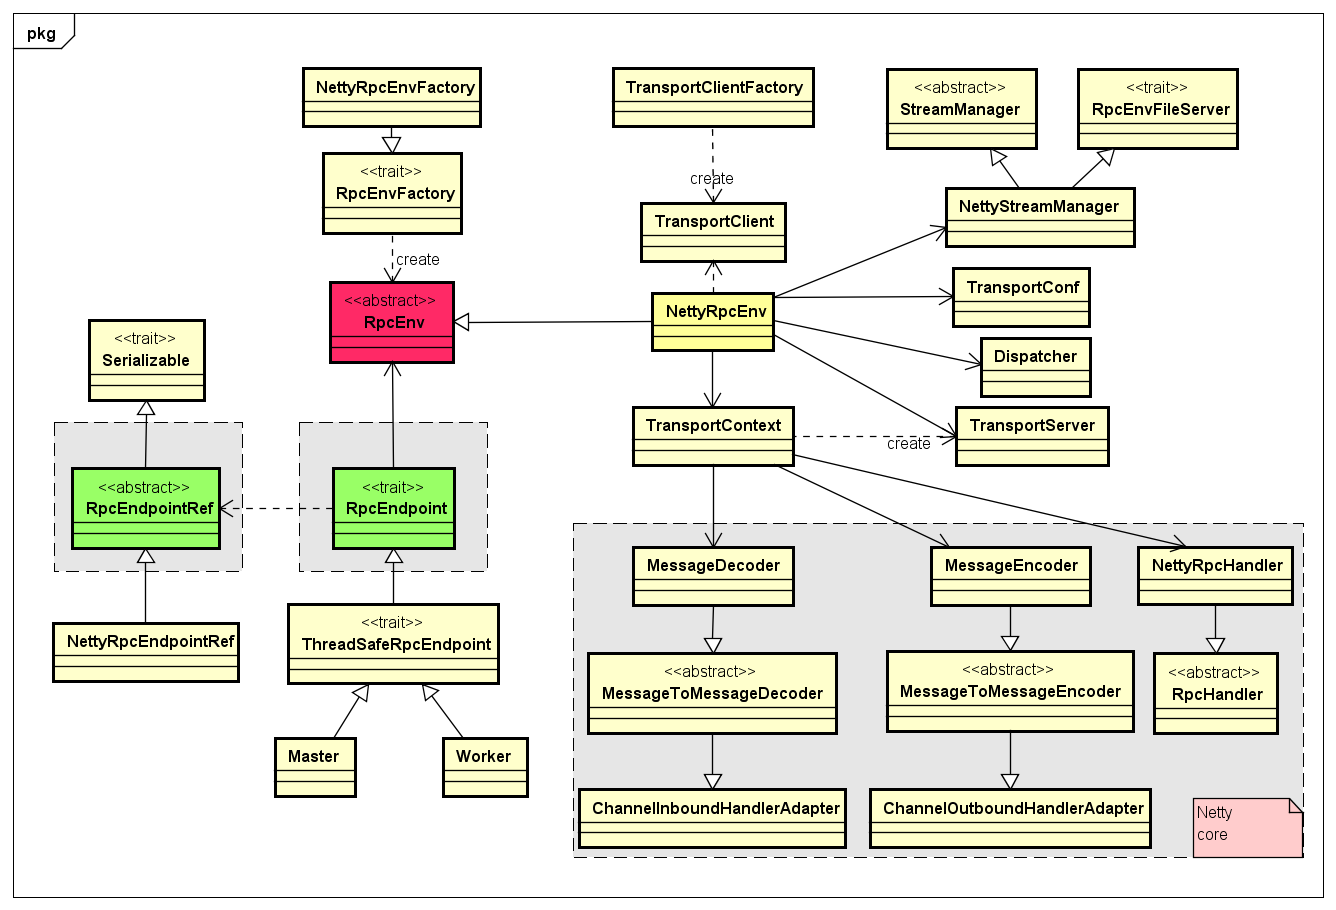 pkg
NettyRpcEnvFactory
TransportClientFactory
<<abstract>>
StreamManager
<<trait>>
RpcEnvFileServer
<<trait>>
RpcEnvFactory
create
TransportClient
NettyStreamManager
create
<<abstract>>
RpcEnv
NettyRpcEnv
TransportConf
<<trait>>
Serializable
Dispatcher
TransportContext
create
TransportServer
<<abstract>>
RpcEndpointRef
<<trait>>
RpcEndpoint
MessageDecoder
MessageEncoder
NettyRpcHandler
NettyRpcEndpointRef
<<trait>>
ThreadSafeRpcEndpoint
<<abstract>>
MessageToMessageDecoder
<<abstract>>
MessageToMessageEncoder
<<abstract>>
RpcHandler
Master
Worker
ChannelInboundHandlerAdapter
ChannelOutboundHandlerAdapter
Netty
core